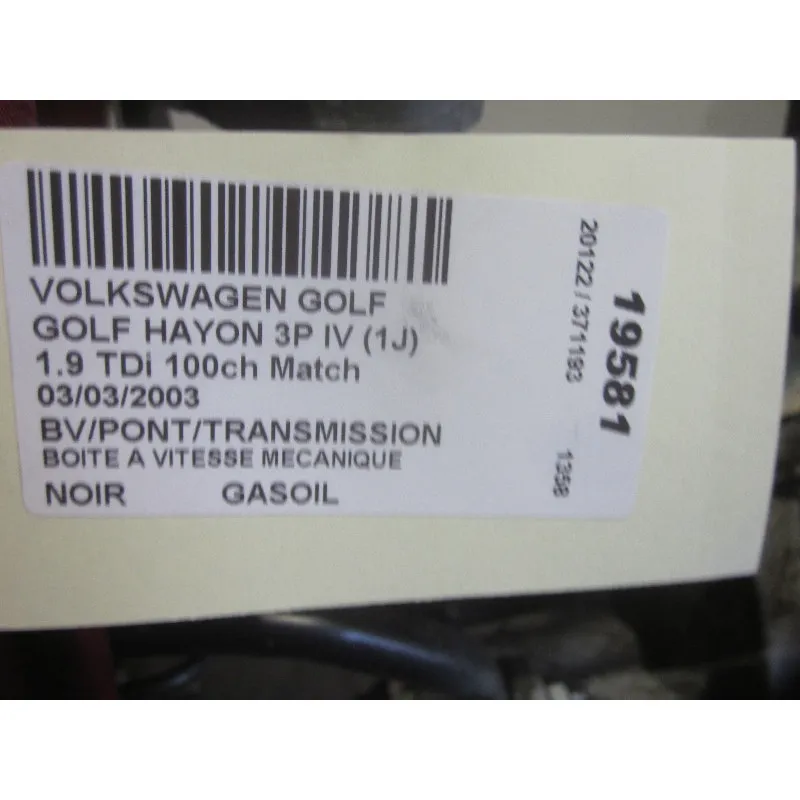 VOLKSWAGEN GOLF
GOLF HAYON 3P IV (1J)
1.9 TDi 100ch Match
03/03/2003
BV/PONT/TRANSMISSION
BOITE A VITESSE MECANIQUE
NOIR GASOIL
19581
20122 / 371193
1358